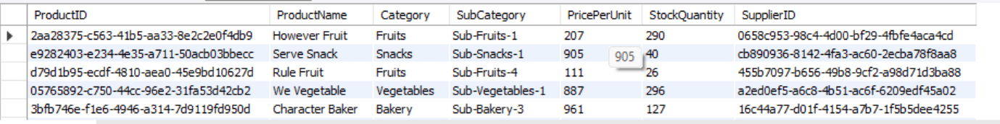 ProductID ProductName Category SubCategory PricePerUnit StockQuantity SupplierID
2aa28375-c563-41b5-aa33-8e2c2e0f4db9 However Fruit Fruits Sub-Fruits-1 207 290 0658c953-98c4-4d00-bf29-4fbfe4aca4cd
e9282403-e234-4e35-a711-50acb03bbecc Serve Snack Snacks Sub-Snacks-1 905 905 40 cb890936-8142-4fa3-ac60-2ecba78f8aa8
d79d1b95-ecdf-4810-aea0-45e9bd10627d Rule Fruit Fruits Sub-Fruits-4 111 26 455b7097-b656-49b8-9cf2-a98d71d3ba88
05765892-c750-44cc-96e2-31fa53d42cb2 We Vegetable Vegetables Sub-Vegetables-1 887 296 a2ed0ef5-a6c8-4b51-ac6f-6209edf45a02
3bfb746e-f1e6-4946-a314-7d9119fd950d Character Baker Bakery Sub-Bakery-3 961 127 16c44a77-d01f-4154-a7b7-1f5b5dee4255